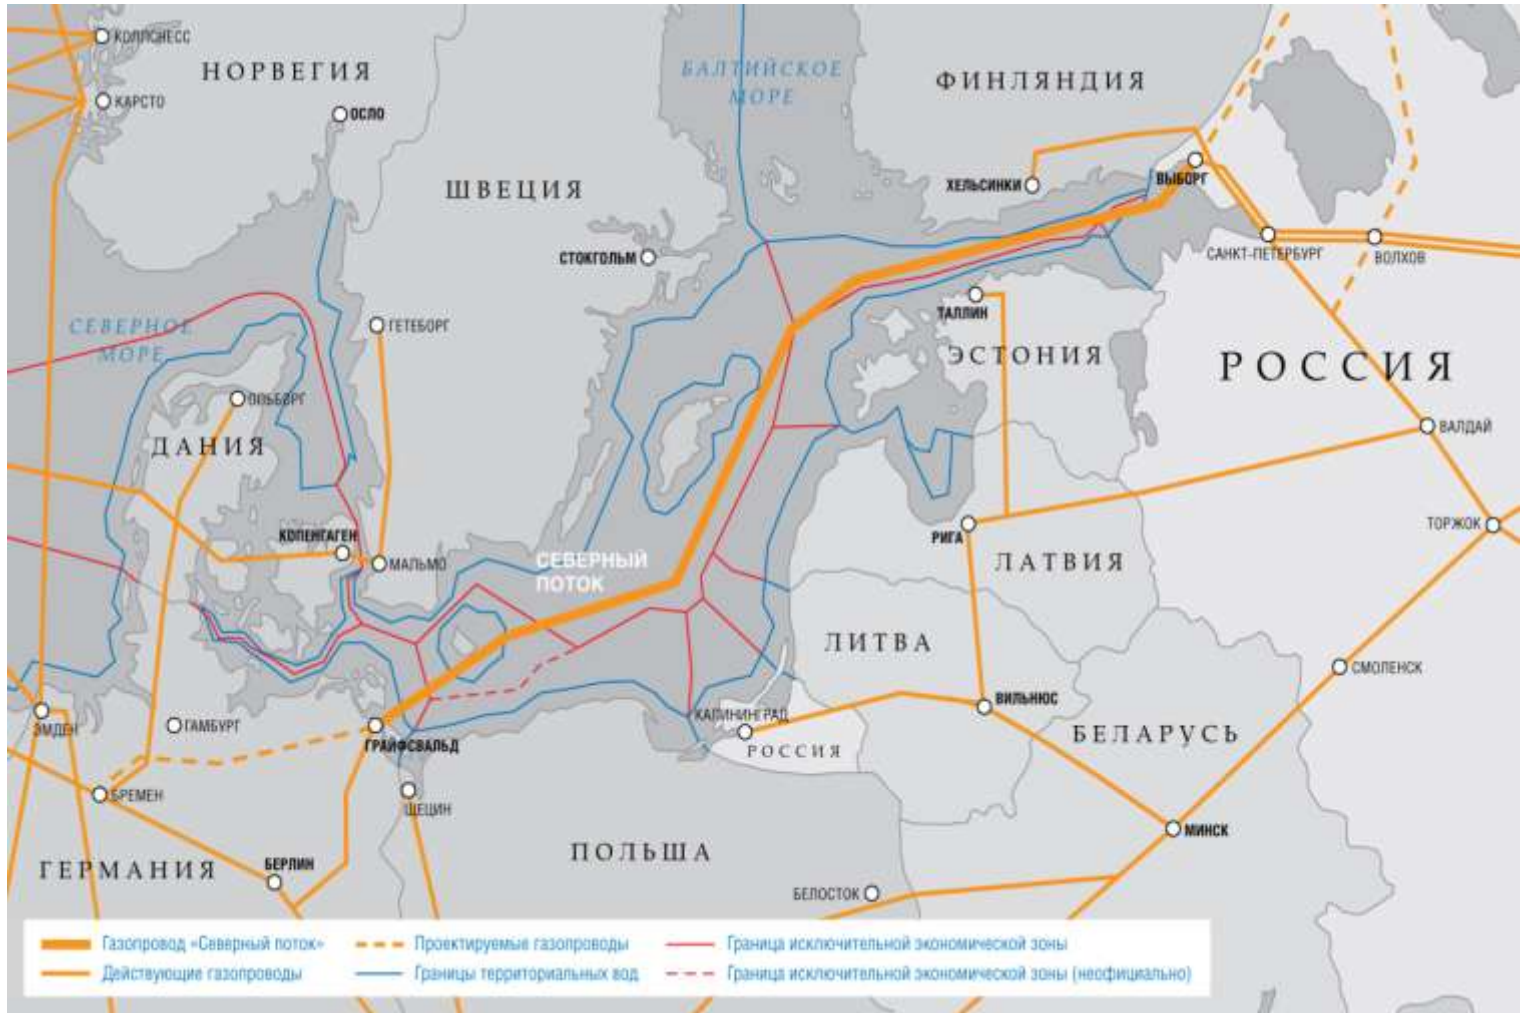 КОЛЛСНЕСС
НОРВЕГИЯ
КАРСТО
ОСЛО
БАЛТИЙСКОЕ
МОРЕ
ФИНЛЯНДИЯ
ШВЕЦИЯ
ХЕЛЬСИНКИ
ВЫБОРГ
СТОКГОЛЬМ
САНКТ-ПЕТЕРБУРГ
ВОЛХОВ
СЕВЕРНОЕ
МОРЕ
ГЕТЕБОРГ
ТАЛЛИН
ЭСТОНИЯ
РОССИЯ
ДАНИЯ
ВАЛДАЙ
КОПЕНГАГЕН
МАЛЬМО
СЕВЕРНЫЙ
ПОТОК
РИГА
ЛАТВИЯ
ТОРЖОК
ЛИТВА
СМОЛЕНСК
ВИЛЬНЮС
БЕЛАРУСЬ
ЭМДЕН
ГАМБУРГ
ГРАЙФСВАЛЬД
КАЛИНИНГРАД
РОССИЯ
БРЕМЕН
ЩЕЦИН
МИНСК
ГЕРМАНИЯ
БЕРЛИН
ПОЛЬША
БЕЛОСТОК
Газопровод «Северный поток»
Проектируемые газопроводы
Граница исключительной экономической зоны
Действующие газопроводы
Границы территориальных вод
Граница исключительной экономической зоны (неофициально)